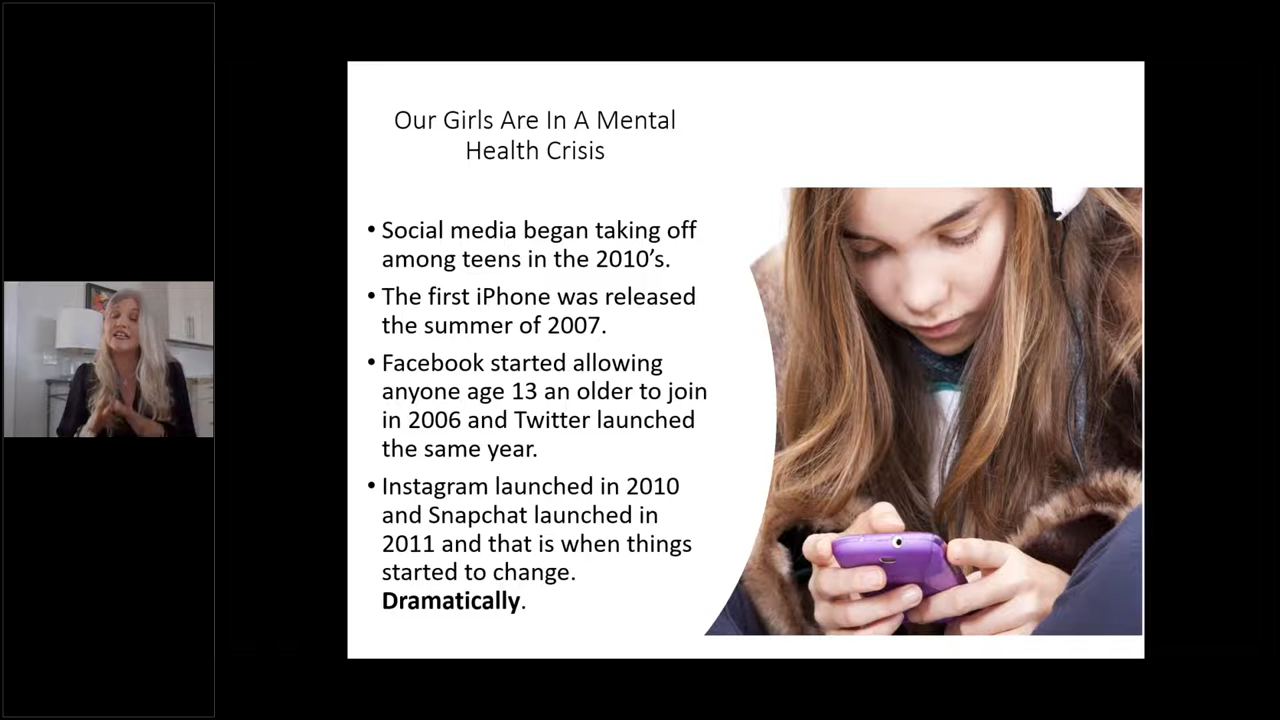 Our Girls Are In A Mental
Health Crisis
• Social media began taking off
among teens in the 2010’s.
• The first iPhone was released
the summer of 2007.
• Facebook started allowing
anyone age 13 an older to join
in 2006 and Twitter launched
the same year.
• Instagram launched in 2010
and Snapchat launched in
2011 and that is when things
started to change.
Dramatically.